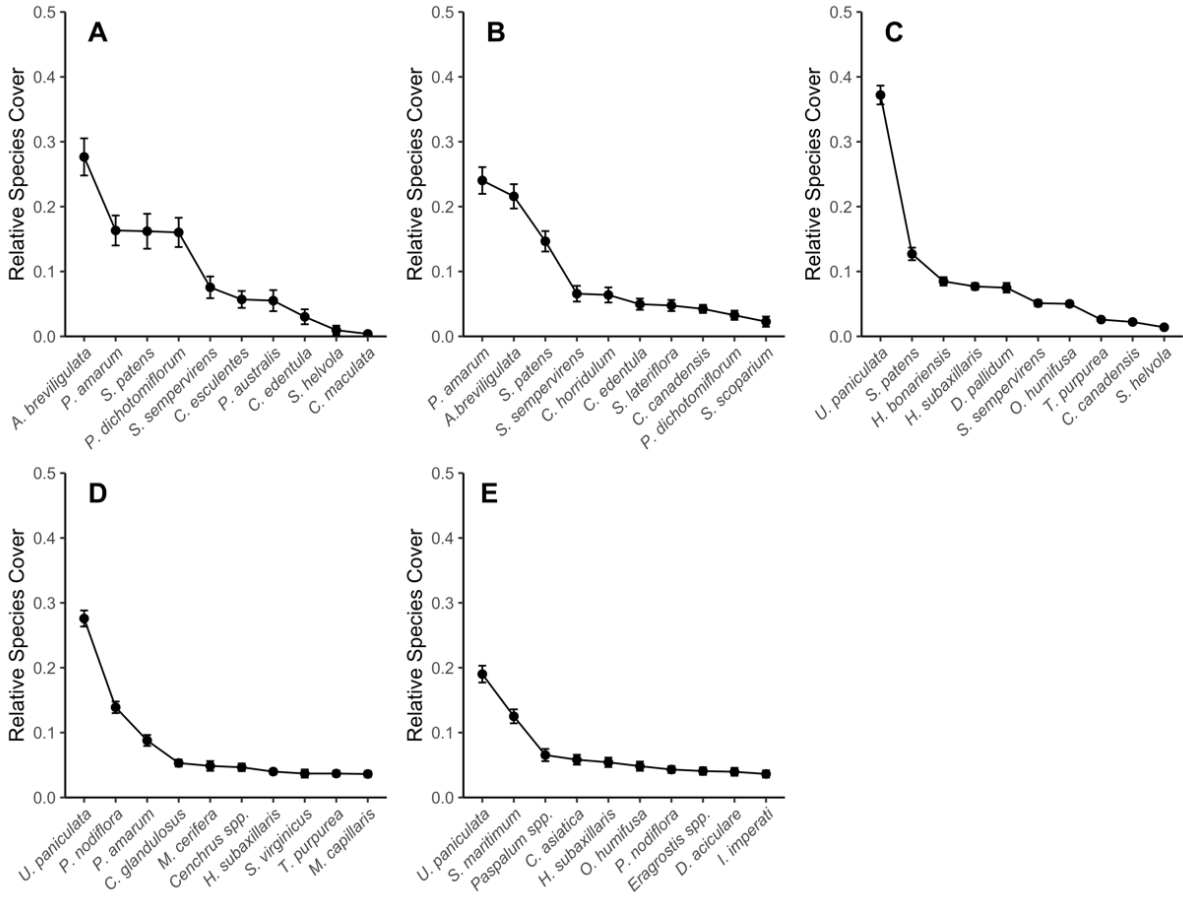 A
Relative Species Cover
0.5
0.4
0.3
0.2
0.1
0.0
A. breviligulata
P. amarum
S. patens
P. dichotomiflorum
S. sempervirens
C. esculentes
P. australis
C. edentula
S. helvola
C. maculata
B
Relative Species Cover
0.5
0.4
0.3
0.2
0.1
0.0
P. amarum
A.breviligulata
S. patens
S. sempervirens
C. horridulum
C. edentula
S. lateriflora
C. canadensis
P. dichotomiflorum
S. scoparium
C
Relative Species Cover
0.5
0.4
0.3
0.2
0.1
0.0
U. paniculata
S. patens
H. bonariensis
H. subaxillaris
D. pallidum
S. sempervirens
O. humifusa
T. purpurea
C. canadensis
S. helvola
D
Relative Species Cover
0.5
0.4
0.3
0.2
0.1
0.0
U. paniculata
P. nodiflora
P. amarum
C. glandulosus
M. cerifera
Cenchrus spp.
H. subaxillaris
S. virginicus
T. purpurea
M. capillaris
E
Relative Species Cover
0.5
0.4
0.3
0.2
0.1
0.0
U. paniculata
S. maritimum
Paspalum spp.
C. asiatica
H. subaxillaris
O. humifusa
P. nodiflora
Eragrostis spp.
D. aciculare
I. imperati